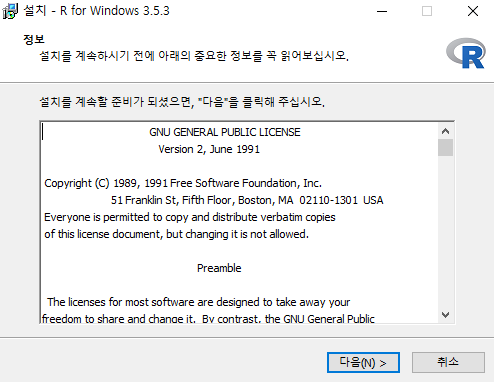 설치 - R for Windows 3.5.3
정보
설치를 계속하시기 전에 아래의 중요한 정보를 꼭 읽어보십시오.
R
설치를 계속할 준비가 되셨으면, "다음"을 클릭해 주십시오.
GNU GENERAL PUBLIC LICENSE
Version 2, June 1991
Copyright (C) 1989, 1991 Free Software Foundation, Inc.
51 Franklin St, Fifth Floor, Boston, MA 02110-1301 USA
Everyone is permitted to copy and distribute verbatim copies
of this license document, but changing it is not allowed.
Preamble
The licenses for most software are designed to take away your
freedom to share and change it. By contrast, the GNU General Public
다음(N) > 취소